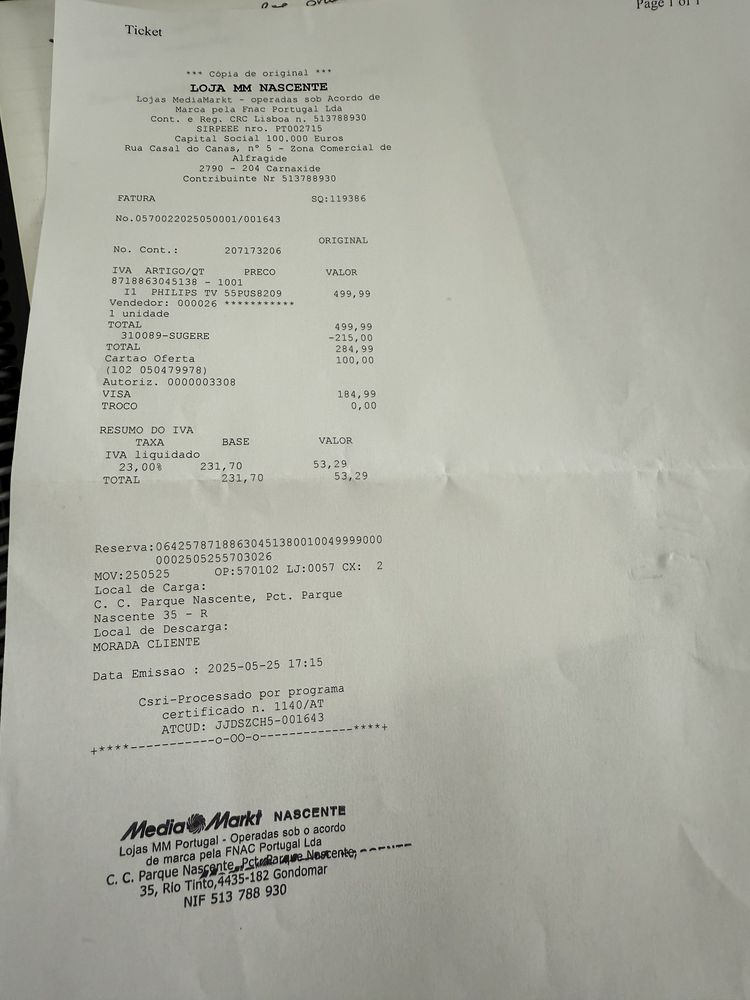 Page 1 of 1
Ticket
*** Cópia de original ***
LOJA MM NASCENTE
Lojas MediaMarkt - operadas sob Acordo de
Marca pela Fnac Portugal Lda
Cont. e Reg. CRC Lisboa n. 513788930
SIRPEEE nro. PT002715
Capital Social 100.000 Euros
Rua Casal do Canas, nº 5 - Zona Comercial de
Alfragide
2790 - 204 Carnaxide
Contribuinte Nr 513788930
FATURA SQ:119386
No.0570022025050001/001643
ORIGINAL
No. Cont.: 207173206
IVA ARTIGO/QT PRECO VALOR
8718863045138 - 1001
I1 PHILIPS TV 55PUS8209 499,99
Vendedor: 000026 ***********
1 unidade
TOTAL 499,99
310089-SUGERE -215,00
TOTAL 284,99
Cartao Oferta 100,00
(102 050479978)
Autoriz. 0000003308
VISA 184,99
TROCO 0,00
RESUMO DO IVA
TAXA BASE VALOR
IVA liquidado
23,00% 231,70 53,29
TOTAL 231,70 53,29
Reserva:06425787188630451380010049999000
0002505255703026
MOV:250525 OP:570102 LJ:0057 CX: 2
Local de Carga:
C. C. Parque Nascente, Pct. Parque
Nascente 35 - R
Local de Descarga:
MORADA CLIENTE
Data Emissao : 2025-05-25 17:15
Csri-Processado por programa
certificado n. 1140/AT
ATCUD: JJDSZCH5-001643
+****-----------o-OO-o------------****+
Media Markt NASCENTE
Lojas MM Portugal - Operadas sob o acordo
de marca pela FNAC Portugal Lda
C. C. Parque Nascente, Pct. Parque Nascente,
35, Rio Tinto,4435-182 Gondomar
NIF 513 788 930